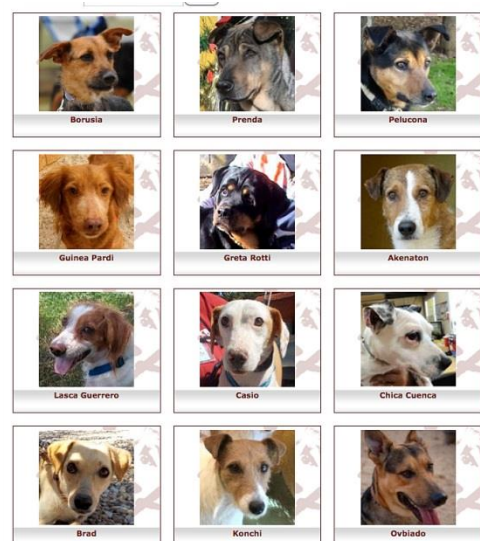 Borusia
Prenda
Pelucona
Guinea Pardi
Greta Rotti
Akenaton
Lasca Guerrero
Casio
Chica Cuenca
Brad
Konchi
Ovbiado